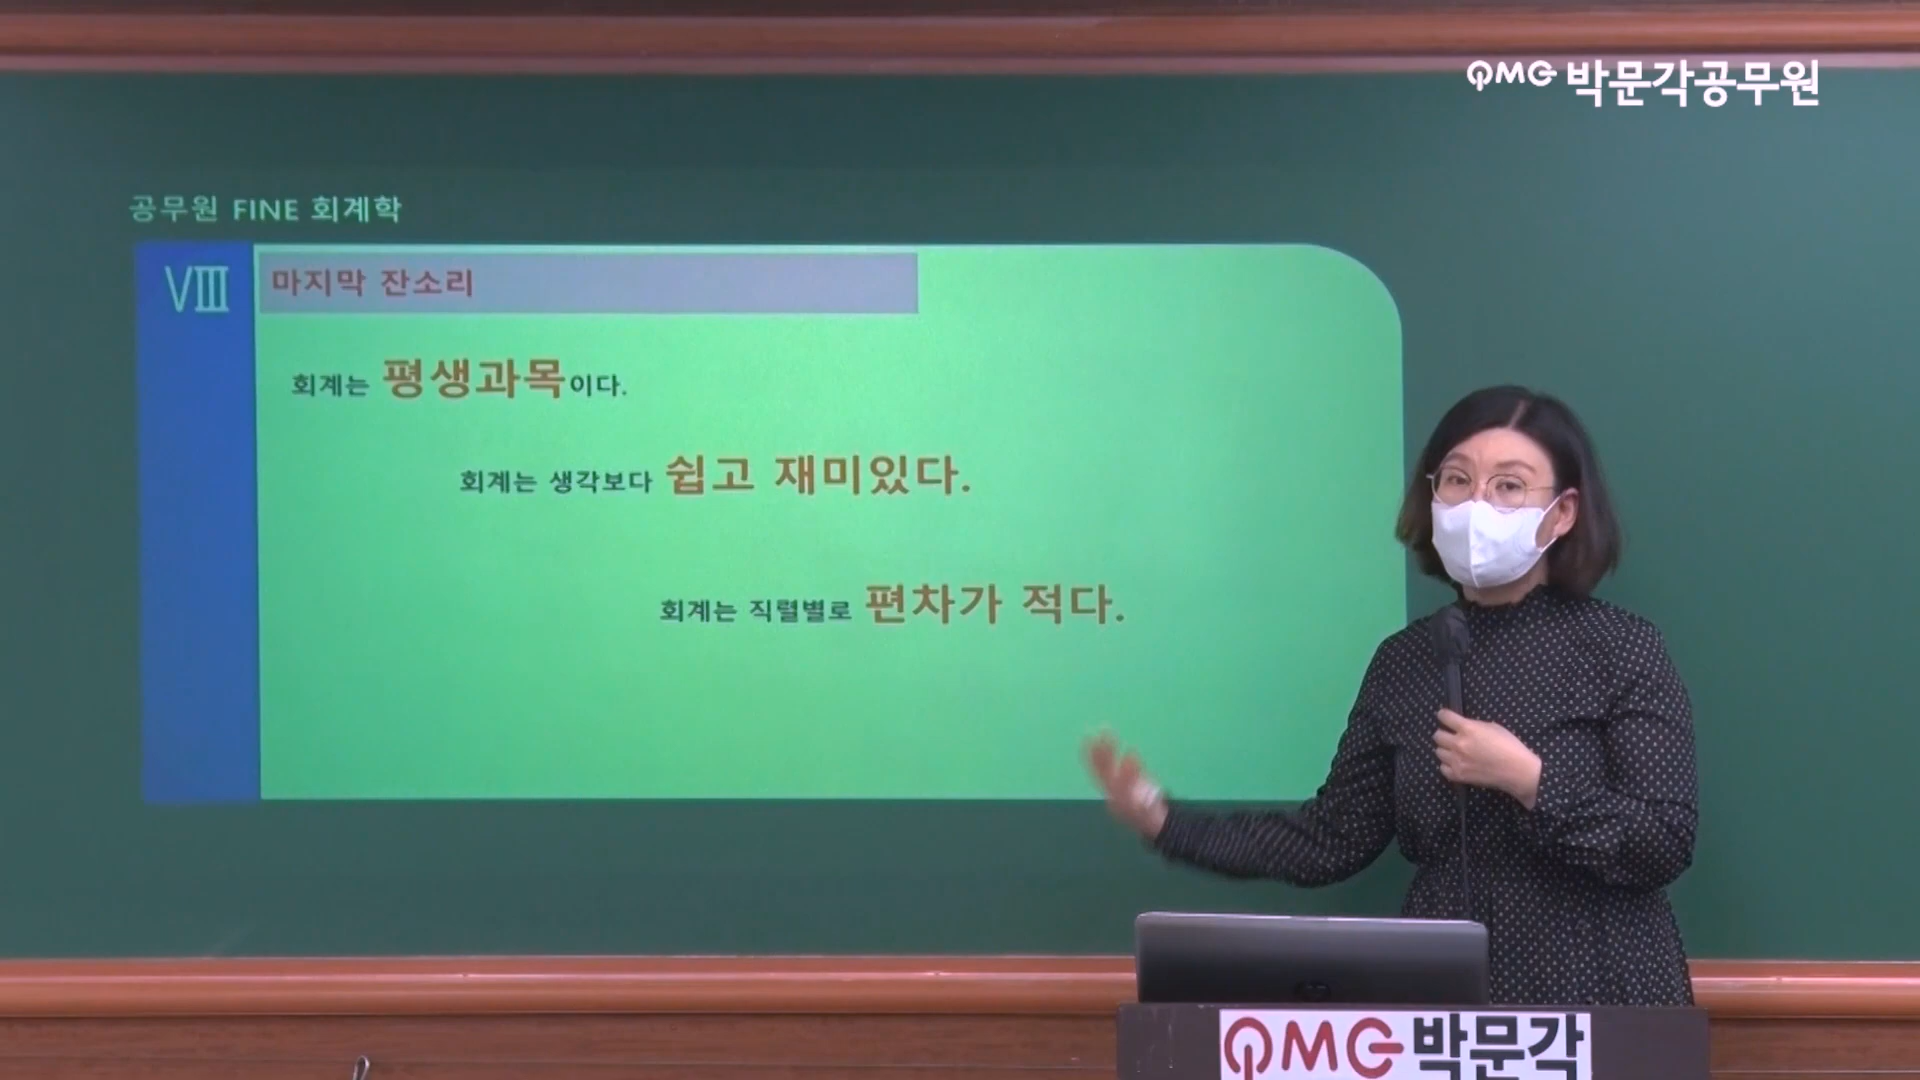 PMG 박문각공무원
공무원 FINE 회계학
Ⅷ 마지막 잔소리
회계는 평생과목이다.
회계는 생각보다 쉽고 재미있다.
회계는 직렬별로 편차가 적다.
PMG 박문각